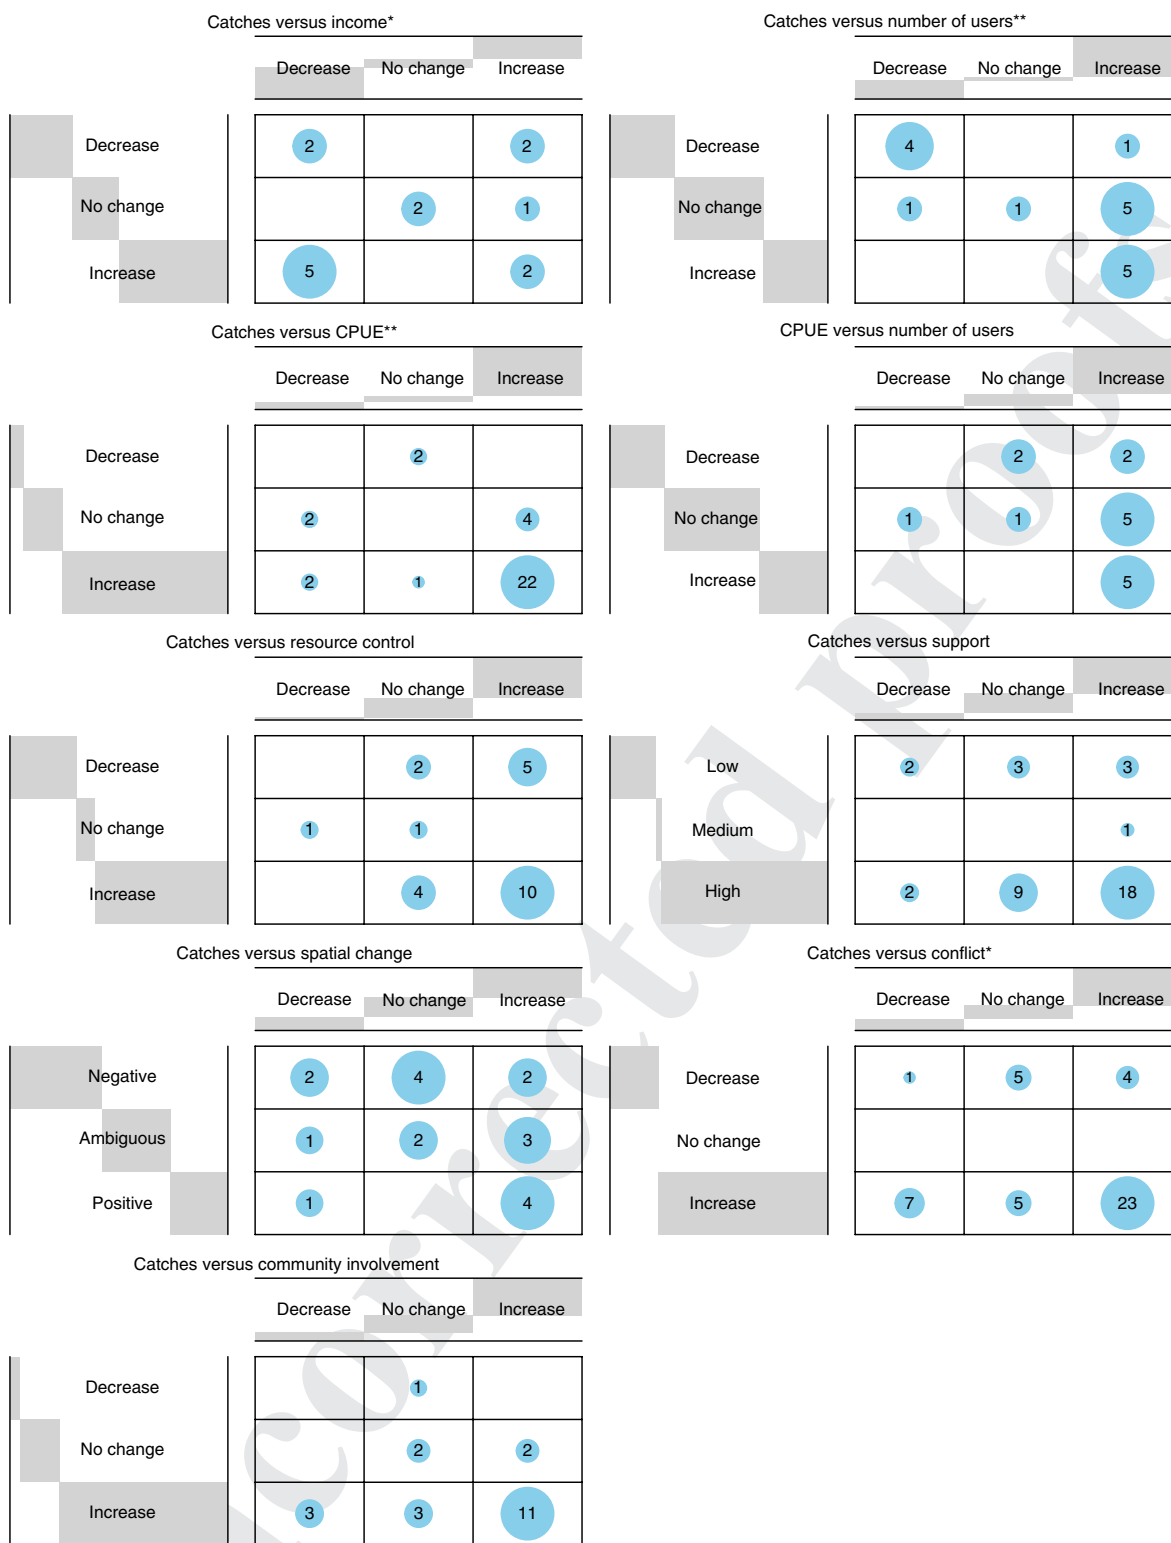 Catches versus income*
Decrease No change Increase
Decrease 2 2
No change 2 1
Increase 5 2
Catches versus number of users**
Decrease No change Increase
Decrease 4 1
No change 1 1 5
Increase 5
Catches versus CPUE**
Decrease No change Increase
Decrease 2
No change 2 4
Increase 2 1 22
CPUE versus number of users
Decrease No change Increase
Decrease 2 2
No change 1 1 5
Increase 5
Catches versus resource control
Decrease No change Increase
Decrease 2 5
No change 1 1
Increase 4 10
Catches versus support
Decrease No change Increase
Low 2 3 3
Medium 1
High 2 9 18
Catches versus spatial change
Decrease No change Increase
Negative 2 4 2
Ambiguous 1 2 3
Positive 1 4
Catches versus conflict*
Decrease No change Increase
Decrease 1 5 4
No change
Increase 7 5 23
Catches versus community involvement
Decrease No change Increase
Decrease 1
No change 2 2
Increase 3 3 11
corrected proofs